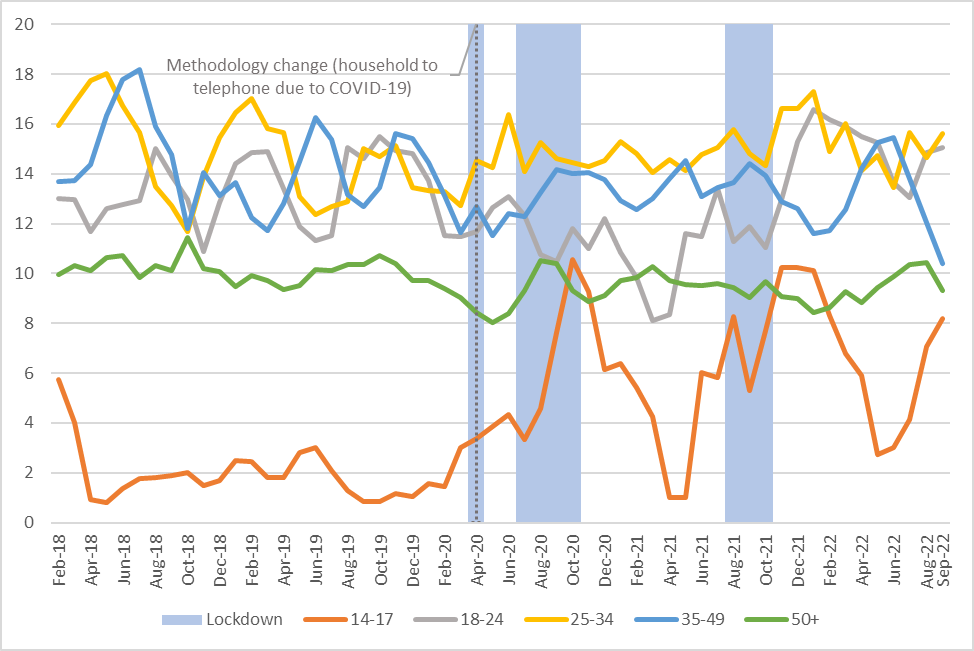 20
18
16
14
12
10
8
6
4
2
0
Methodology change (household to
telephone due to COVID-19)
Feb-18
Apr-18
Jun-18
Aug-18
Oct-18
Dec-18
Feb-19
Apr-19
Jun-19
Aug-19
Oct-19
Dec-19
Feb-20
Apr-20
Jun-20
Aug-20
Oct-20
Dec-20
Feb-21
Apr-21
Jun-21
Aug-21
Oct-21
Dec-21
Feb-22
Apr-22
Jun-22
Aug-22
Sep-22
Lockdown 14-17 18-24 25-34 35-49 50+